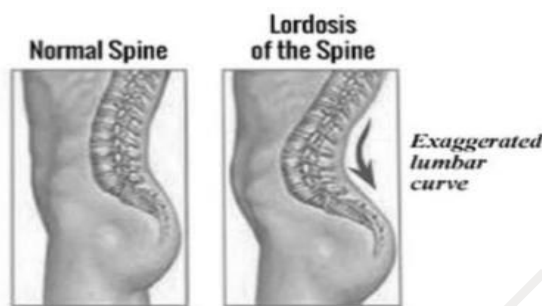 Normal Spine
Lordosis
of the Spine
Exaggerated
lumbar
curve